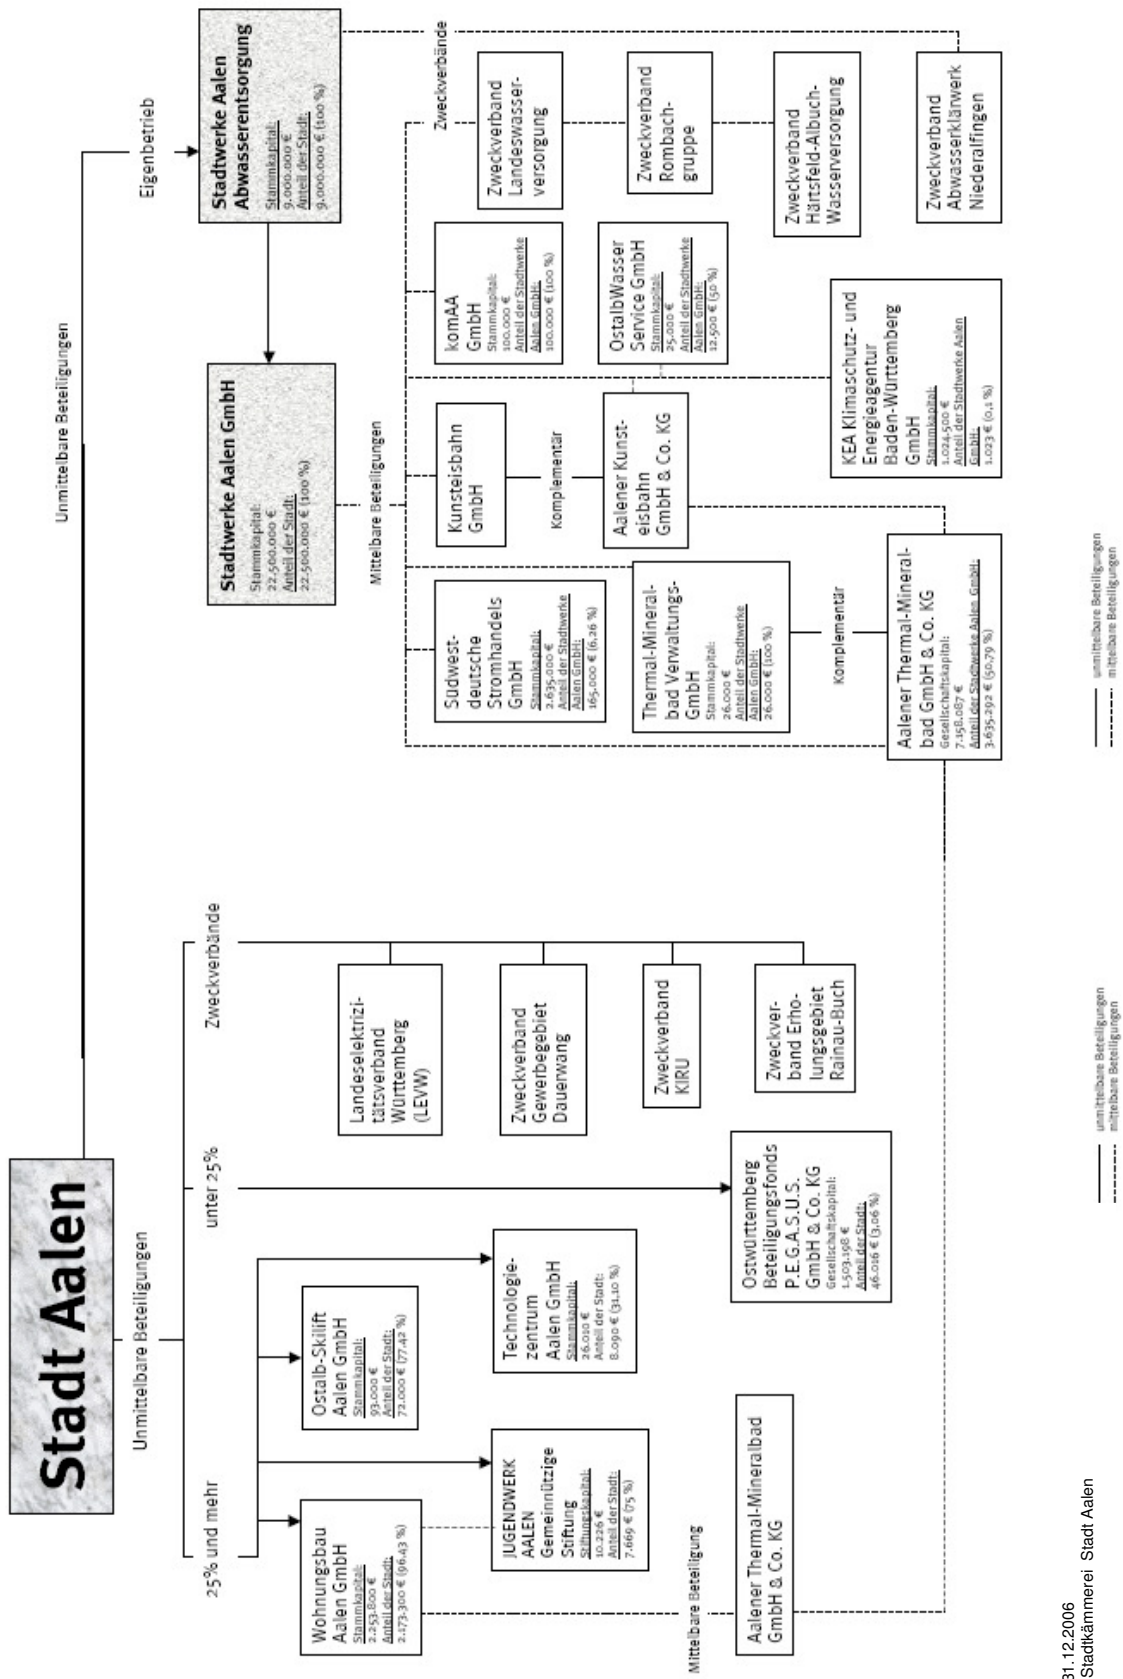 Stadt Aalen
Unmittelbare Beteiligungen
Unmittelbare Beteiligungen
25% und mehr
unter 25%
Zweckverbände
Eigenbetrieb
Wohnungsbau
Aalen GmbH
Stammkapital:
2.253.800 €
Anteil der Stadt:
2.173.300 € (96,43 %)
Ostalb-Skilift
Aalen GmbH
Stammkapital:
93.000 €
Anteil der Stadt:
72.000 € (77,42 %)
JUGENDWERK
AALEN
Gemeinnützige
Stiftung
Stiftungskapital:
10.226 €
Anteil der Stadt:
7.669 € (75 %)
Technologie-
zentrum
Aalen GmbH
Stammkapital:
26.010 €
Anteil der Stadt:
8.090 € (31,10 %)
Mittelbare Beteiligung
Aalener Thermal-Mineralbad
GmbH & Co. KG
Ostwürttemberg
Beteiligungsfonds
P.E.G.A.S.U.S.
GmbH & Co. KG
Gesellschaftskapital:
1.503.198 €
Anteil der Stadt:
46.016 € (3,06 %)
Landeselektrizi-
tätsverband
Württemberg
(LEVW)
Zweckverband
Gewerbegebiet
Dauerwang
Zweckverband
KIRU
Zweckver-
band Erho-
lungsgebiet
Rainau-Buch
Stadtwerke Aalen GmbH
Stammkapital:
22.500.000 €
Anteil der Stadt:
22.500.000 € (100 %)
Stadtwerke Aalen
Abwasserentsorgung
Stammkapital:
9.000.000 €
Anteil der Stadt:
9.000.000 € (100 %)
Mittelbare Beteiligungen
Zweckverbände
Südwest-
deutsche
Stromhandels
GmbH
Stammkapital:
2.635.000 €
Anteil der Stadtwerke
Aalen GmbH:
165.000 € (6,26 %)
Kunsteisbahn
GmbH
komAA
GmbH
Stammkapital:
100.000 €
Anteil der Stadtwerke
Aalen GmbH:
100.000 € (100 %)
Zweckverband
Landeswasser-
versorgung
Komplementär
Thermal-Mineral-
bad Verwaltungs-
GmbH
Stammkapital:
26.000 €
Anteil der Stadtwerke
Aalen GmbH:
26.000 € (100 %)
Aalener Kunst-
eisbahn
GmbH & Co. KG
OstalbWasser
Service GmbH
Stammkapital:
25.000 €
Anteil der Stadtwerke
Aalen GmbH:
12.500 € (50 %)
Zweckverband
Rombach-
gruppe
Zweckverband
Härtsfeld-Albuch-
Wasserversorgung
Komplementär
Aalener Thermal-Mineral-
bad GmbH & Co. KG
Gesellschaftskapital:
7.158.087 €
Anteil der Stadtwerke Aalen GmbH:
3.635.292 € (50,79 %)
KEA Klimaschutz- und
Energieagentur
Baden-Württemberg
GmbH
Stammkapital:
1.024.500 €
Anteil der Stadtwerke Aalen
GmbH:
1.023 € (0,1 %)
Zweckverband
Abwasserklärwerk
Niederalfingen
unmittelbare Beteiligungen
mittelbare Beteiligungen
unmittelbare Beteiligungen
mittelbare Beteiligungen
31.12.2006
Stadtkämmerei Stadt Aalen